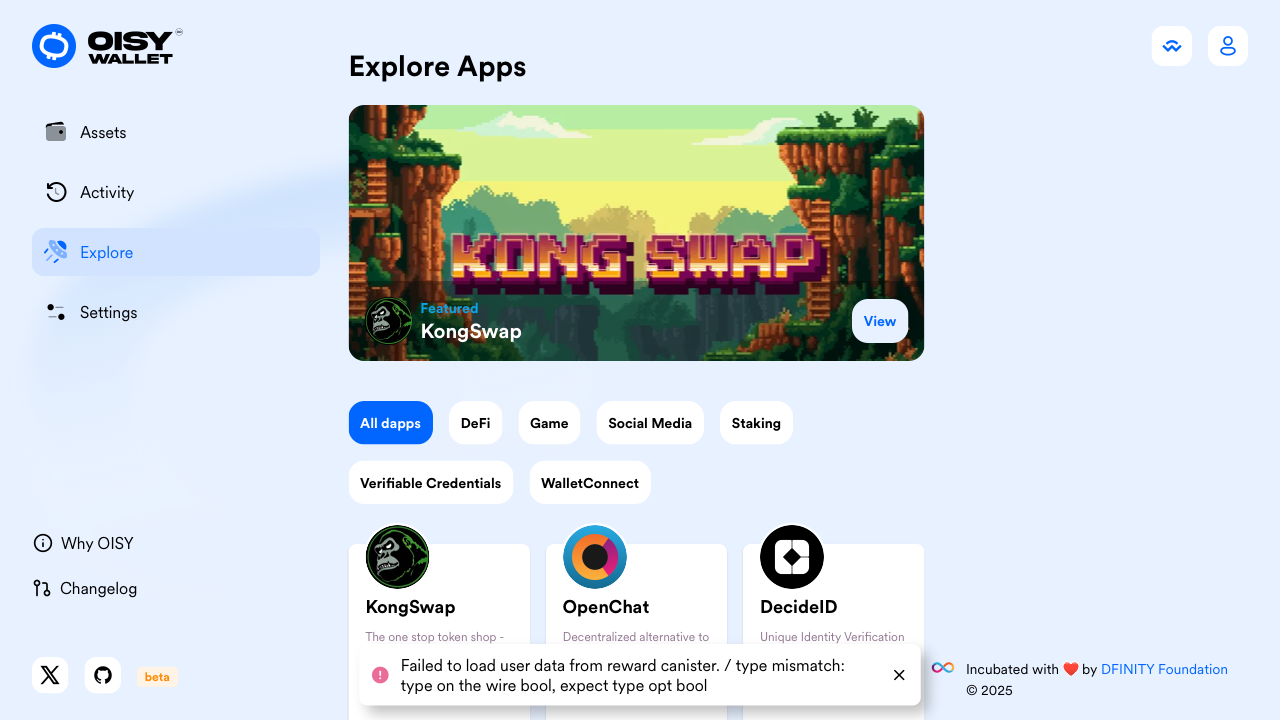 OISY
WALLET
Explore Apps
Assets
Activity
Explore
Settings
KONG SWAP
Featured
KongSwap
View
All dapps
DeFi
Game
Social Media
Staking
Verifiable Credentials
WalletConnect
KongSwap
OpenChat
DecideID
The one stop token shop -
Decentralized alternative to
Unique Identity Verification
Why OISY
Changelog
beta
Failed to load user data from reward canister. / type mismatch:
type on the wire bool, expect type opt bool
Incubated with ❤️ by DFINITY Foundation
© 2025